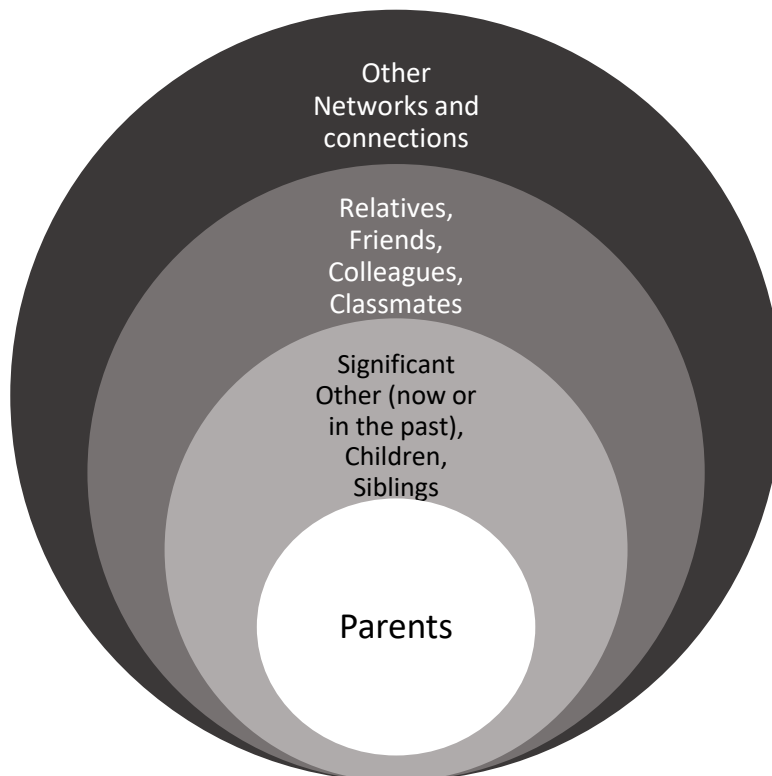 Other
Networks and
connections
Relatives,
Friends,
Colleagues,
Classmates
Significant
Other (now or
in the past),
Children,
Siblings
Parents